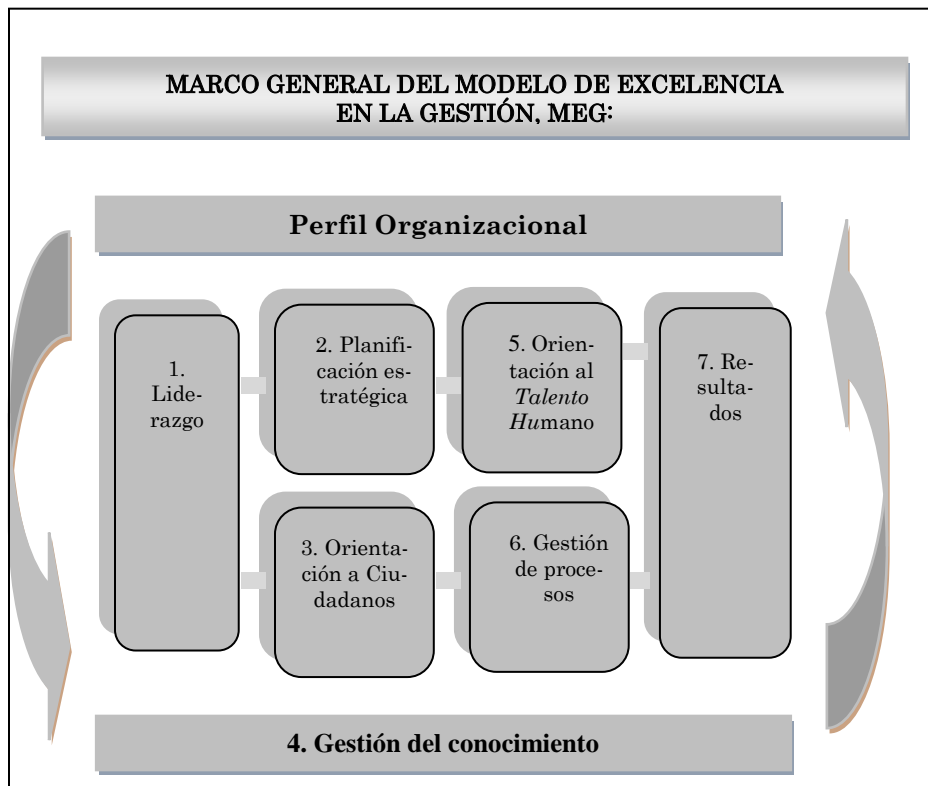 MARCO GENERAL DEL MODELO DE EXCELENCIA
EN LA GESTIÓN, MEG:
Perfil Organizacional
1.
Lide-
razgo
2. Planifi-
cación es-
tratégica
5. Orien-
tación al
Talento
Humano
7. Re-
sulta-
dos
3. Orienta-
ción a Ciu-
dadanos
6. Gestión
de proce-
sos
4. Gestión del conocimiento